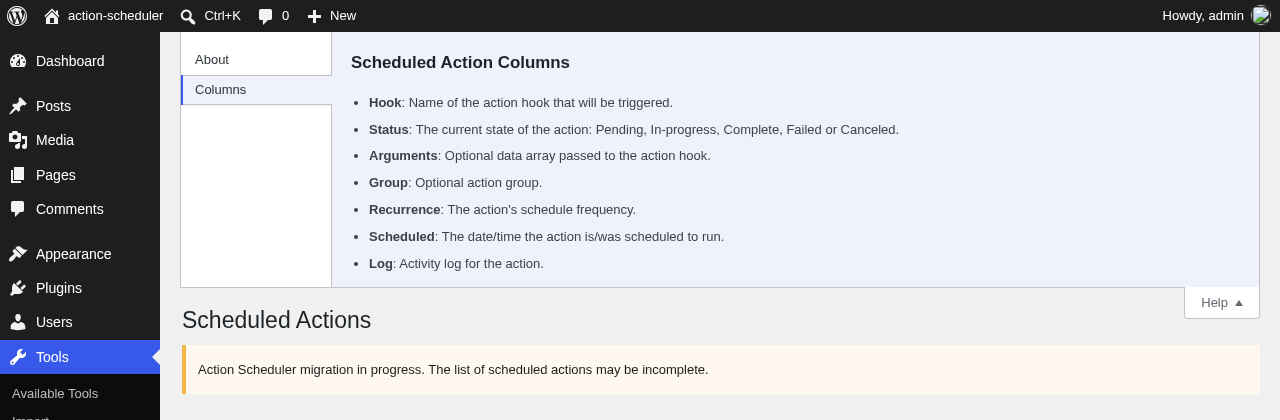 action-scheduler
Ctrl+K
0
New
Howdy, admin
Dashboard
Posts
Media
Pages
Comments
Appearance
Plugins
Users
Tools
Available Tools
Import
About
Columns
Scheduled Action Columns
Hook: Name of the action hook that will be triggered.
Status: The current state of the action: Pending, In-progress, Complete, Failed or Canceled.
Arguments: Optional data array passed to the action hook.
Group: Optional action group.
Recurrence: The action's schedule frequency.
Scheduled: The date/time the action is/was scheduled to run.
Log: Activity log for the action.
Help
Scheduled Actions
Action Scheduler migration in progress. The list of scheduled actions may be incomplete.